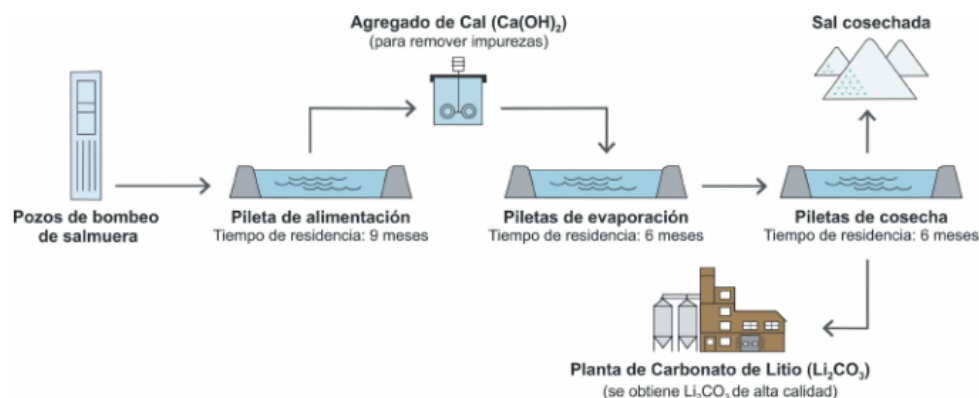 Agregado de Cal (Ca(OH)₂)
(para remover impurezas)
Sal cosechada
Pozos de bombeo
de salmuera
Pileta de alimentación
Tiempo de residencia: 9 meses
Piletas de evaporación
Tiempo de residencia: 6 meses
Piletas de cosecha
Tiempo de residencia: 6 meses
Planta de Carbonato de Litio (Li₂CO₃)
(se obtiene Li₂CO₃ de alta calidad)